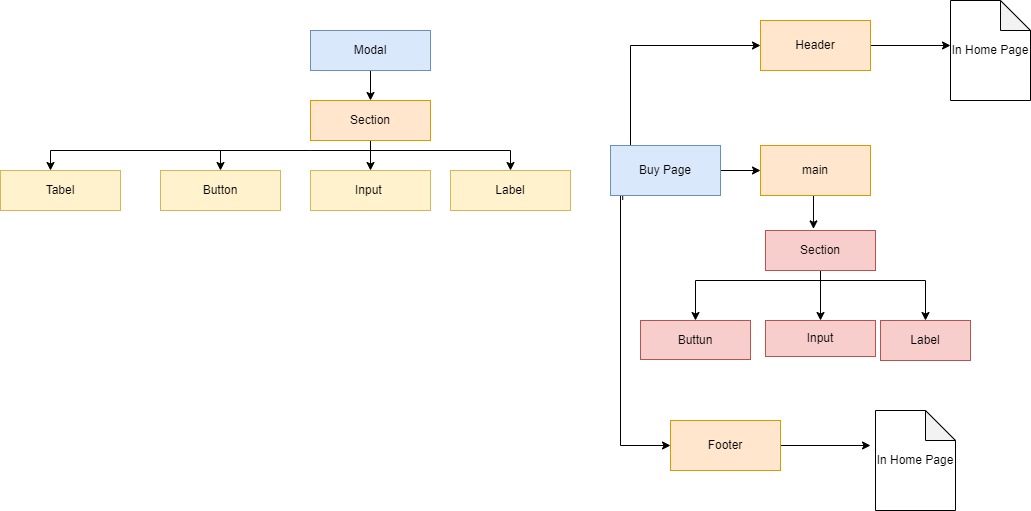 Modal
Section
Tabel
Button
Input
Label
Header
In Home Page
Buy Page
main
Section
Buttun
Input
Label
Footer
In Home Page